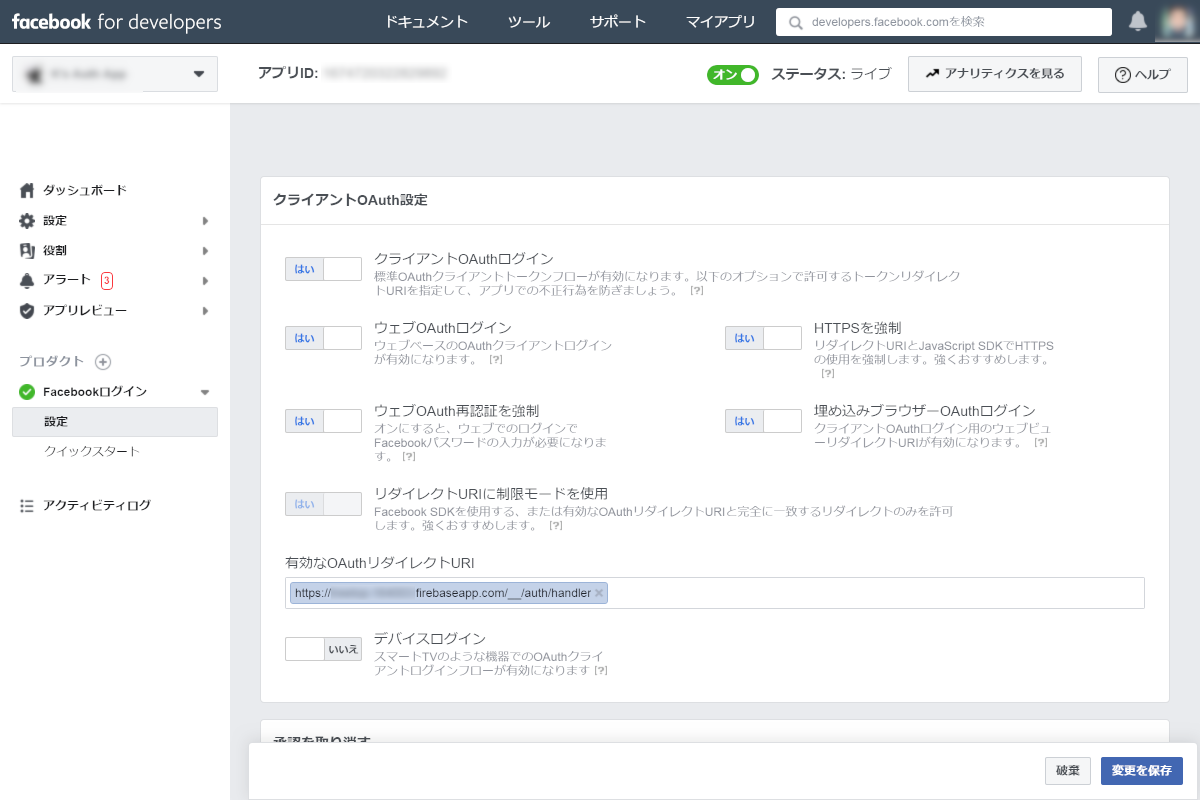 facebook for developers
ドキュメント ツール サポート マイアプリ developers.facebook.comを検索
アプリID:
オン ステータス: ライブ アナリティクスを見る ヘルプ
ダッシュボード
設定
役割
アラート 3
アプリレビュー
プロダクト
Facebookログイン
設定
クイックスタート
アクティビティログ
クライアントOAuth設定
はい クライアントOAuthログイン
標準OAuthクライアントトークンフローが有効になります。以下のオプションで許可するトークンリダイレク
トURIを指定して、アプリでの不正行為を防ぎましょう。 [?]
はい ウェブOAuthログイン
ウェブベースのOAuthクライアントログイン
が有効になります。 [?]
はい HTTPSを強制
リダイレクトURIとJavaScript SDKでHTTPS
の使用を強制します。強くおすすめします。
[?]
はい ウェブOAuth再認証を強制
オンにすると、ウェブでのログインで
Facebookパスワードの入力が必要になりま
す。 [?]
はい 埋め込みブラウザーOAuthログイン
クライアントOAuthログイン用のウェブビュ
ーリダイレクトURIが有効になります。 [?]
はい リダイレクトURIに制限モードを使用
Facebook SDKを使用する、または有効なOAuthリダイレクトURIと完全に一致するリダイレクトのみを許可
します。強くおすすめします。 [?]
有効なOAuthリダイレクトURI
https:// firebaseapp.com/__/auth/handler ×
いいえ デバイスログイン
スマートTVのような機器でのOAuthクライ
アントログインフローが有効になります [?]
承認を取り消す
破棄 変更を保存